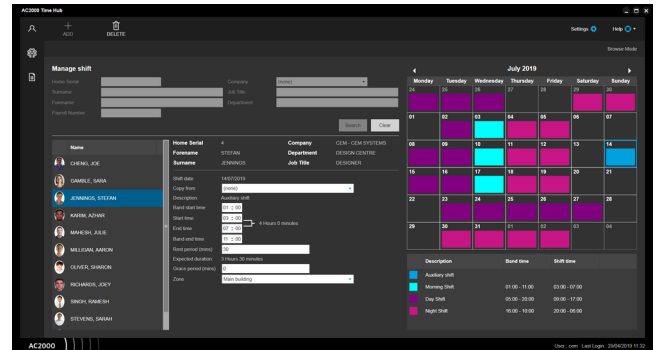 AC2000 Time Hub
ADD
DELETE
Settings
Help
Browse Mode
Manage shift
Home Serial
Company
(none)
Surname
Job Title
Forename
Department
Payroll Number
Search
Clear
Name
CHENG, JOE
GAMBLE, SARA
JENNINGS, STEFAN
KARIM, AZHAR
MAHESH, JULIE
MILLIGAN, AARON
OLIVER, SHARON
RICHARDS, JOEY
SINGH, RAMESH
STEVENS, SARAH
Home Serial 4 Company CEM - CEM SYSTEMS
Forename STEFAN Department DESIGN CENTRE
Surname JENNINGS Job Title DESIGNER
Shift date 14/07/2019
Copy from (none)
Description Auxiliary shift
Band start time 01 : 00
Start time 03 : 00
4 Hours 0 minutes
End time 07 : 00
Band end time 11 : 00
Rest period (mins) 30
Expected duration 3 Hours 30 minutes
Grace period (mins) 0
Zone Main building
July 2019
Monday Tuesday Wednesday Thursday Friday Saturday Sunday
24 25 26 27 28 29 30
01 02 03 04 05 06 07
08 09 10 11 12 13 14
15 16 17 18 19 20 21
22 23 24 25 26 27 28
29 30 31 01 02 03 04
Description Band time Shift time
Auxiliary shift
Morning Shift 01:00 - 11:00 03:00 - 07:00
Day Shift 05:00 - 20:00 09:00 - 17:00
Night Shift 16:00 - 10:00 20:00 - 06:00
AC2000
User : cem Last Login : 29/04/2019 11:32